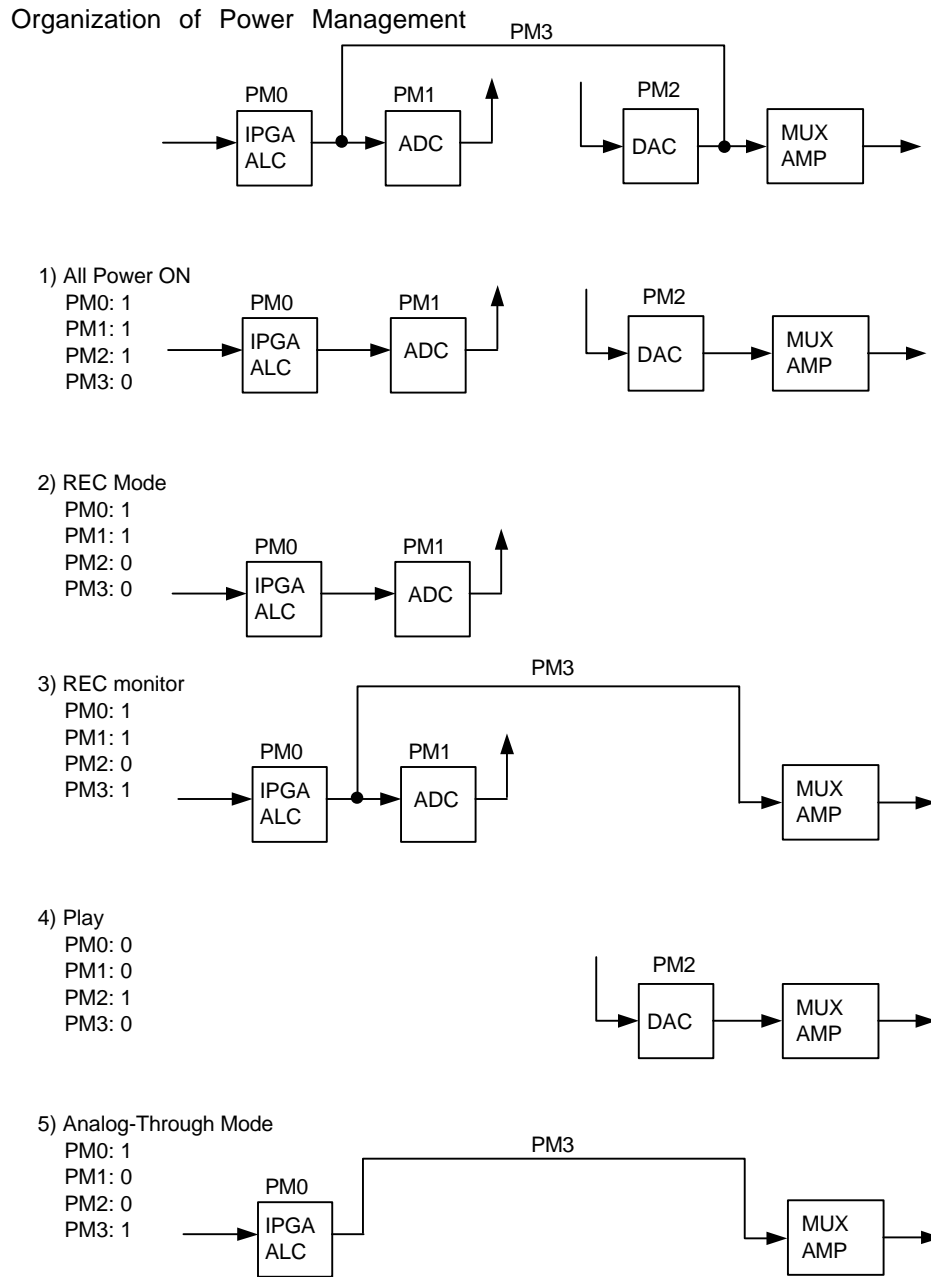 Organization of Power Management
PM3
PM0
PM1
PM2
IPGA
ALC
ADC
DAC
MUX
AMP
1) All Power ON
PM0: 1
PM1: 1
PM2: 1
PM3: 0
PM0
PM1
PM2
IPGA
ALC
ADC
DAC
MUX
AMP
2) REC Mode
PM0: 1
PM1: 1
PM2: 0
PM3: 0
PM0
PM1
IPGA
ALC
ADC
3) REC monitor
PM0: 1
PM1: 1
PM2: 0
PM3: 1
PM3
PM0
PM1
IPGA
ALC
ADC
MUX
AMP
4) Play
PM0: 0
PM1: 0
PM2: 1
PM3: 0
PM2
DAC
MUX
AMP
5) Analog-Through Mode
PM0: 1
PM1: 0
PM2: 0
PM3: 1
PM3
PM0
IPGA
ALC
MUX
AMP